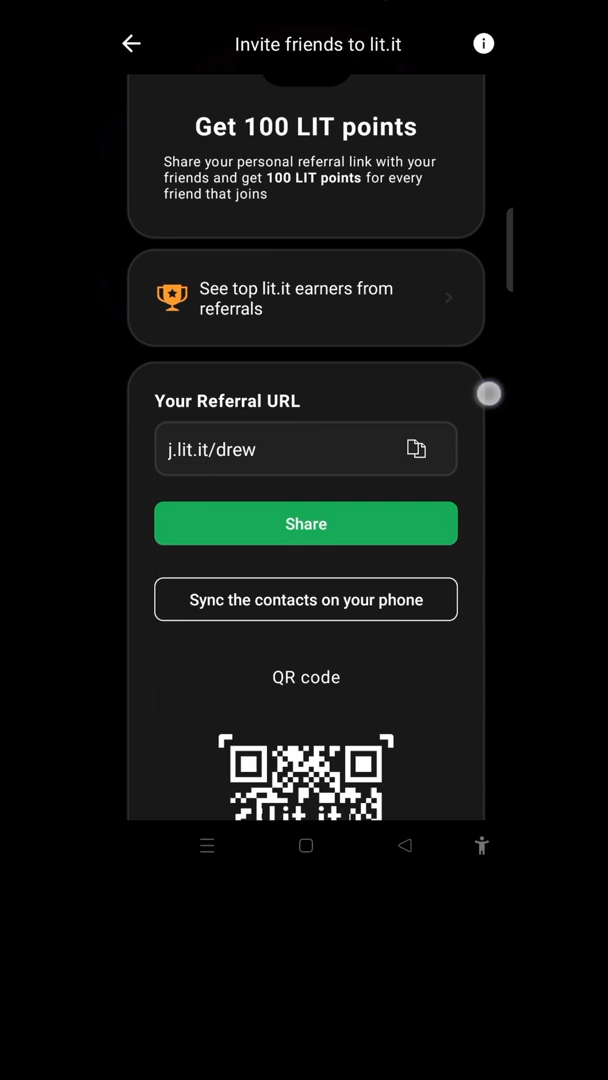 Invite friends to lit.it
Get 100 LIT points
Share your personal referral link with your
friends and get 100 LIT points for every
friend that joins
See top lit.it earners from
referrals
Your Referral URL
j.lit.it/drew
Share
Sync the contacts on your phone
QR code
lit.it